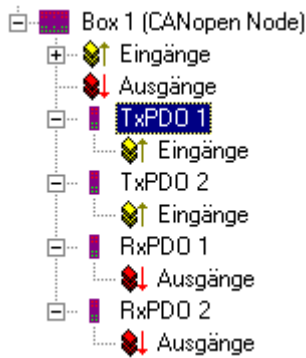 Box 1 (CANopen Node)
Eingänge
Ausgänge
TxPDO 1
Eingänge
TxPDO 2
Eingänge
RxPDO 1
Ausgänge
RxPDO 2
Ausgänge